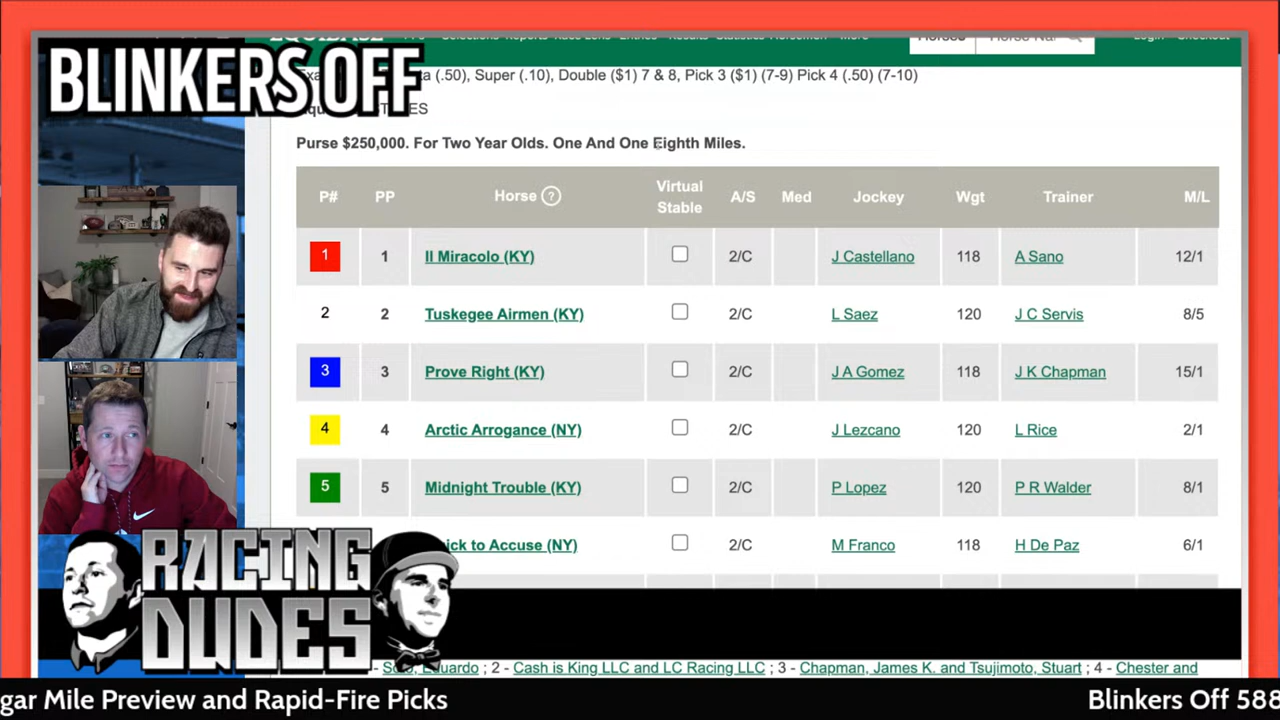 BLINKERS OFF
(.50), Super (.10), Double ($1) 7 & 8, Pick 3 ($1) (7-9) Pick 4 (.50) (7-10)
Purse $250,000. For Two Year Olds. One And One Eighth Miles.
P# PP Horse ? Virtual Stable A/S Med Jockey Wgt Trainer M/L
1 1 Il Miracolo (KY) 2/C J Castellano 118 A Sano 12/1
2 2 Tuskegee Airmen (KY) 2/C L Saez 120 J C Servis 8/5
3 3 Prove Right (KY) 2/C J A Gomez 118 J K Chapman 15/1
4 4 Arctic Arrogance (NY) 2/C J Lezcano 120 L Rice 2/1
5 5 Midnight Trouble (KY) 2/C P Lopez 120 P R Walder 8/1
to Accuse (NY) 2/C M Franco 118 H De Paz 6/1
RACING
DUDES
Eduardo ; 2 - Cash is King LLC and LC Racing LLC ; 3 - Chapman, James K. and Tsujimoto, Stuart ; 4 - Chester and
gar Mile Preview and Rapid-Fire Picks Blinkers Off 588